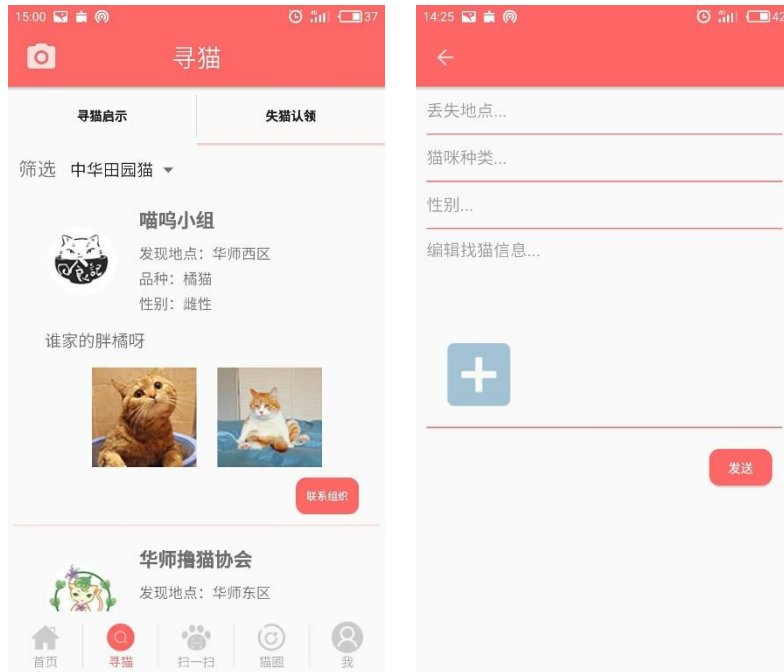 15:00
37
寻猫
寻猫启示
失猫认领
筛选 中华田园猫
喵呜小组
发现地点：华师西区
品种：橘猫
性别：雌性
谁家的胖橘呀
联系组织
华师撸猫协会
发现地点：华师东区
首页
寻猫
扫一扫
猫圈
我
14:25
42
丢失地点...
猫咪种类...
性别...
编辑找猫信息...
发送